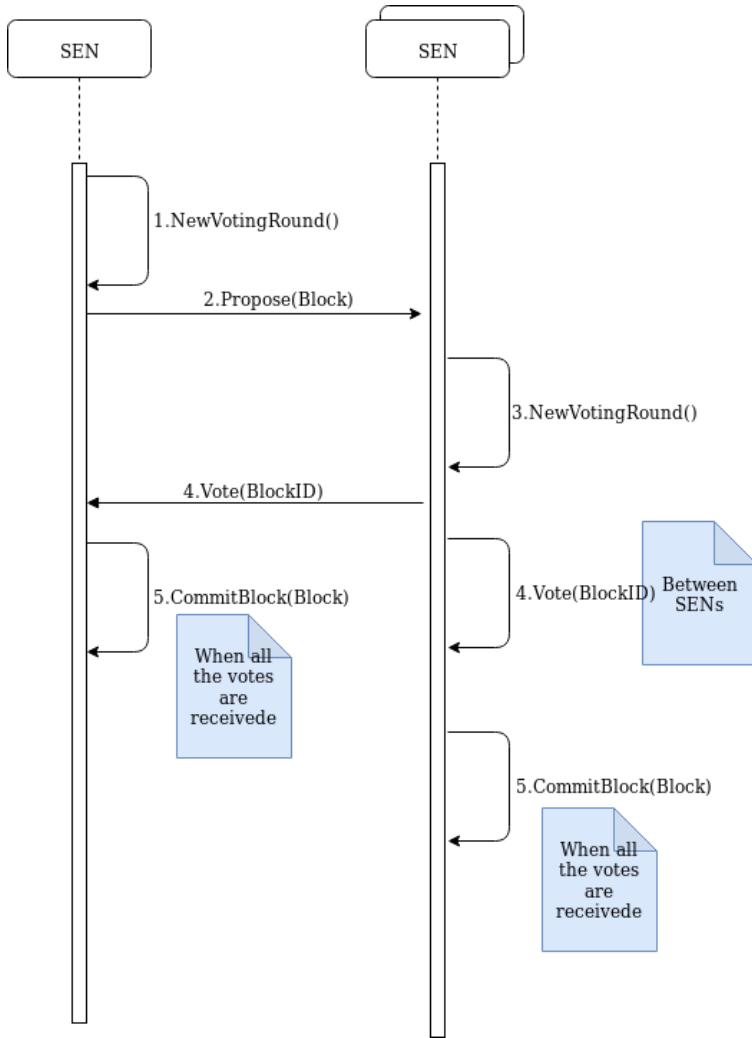 SEN
SEN
1.NewVotingRound()
2.Propose(Block)
3.NewVotingRound()
4.Vote(BlockID)
4.Vote(BlockID)
Between
SENs
5.CommitBlock(Block)
When all
the votes
are
receivede
5.CommitBlock(Block)
When all
the votes
are
receivede